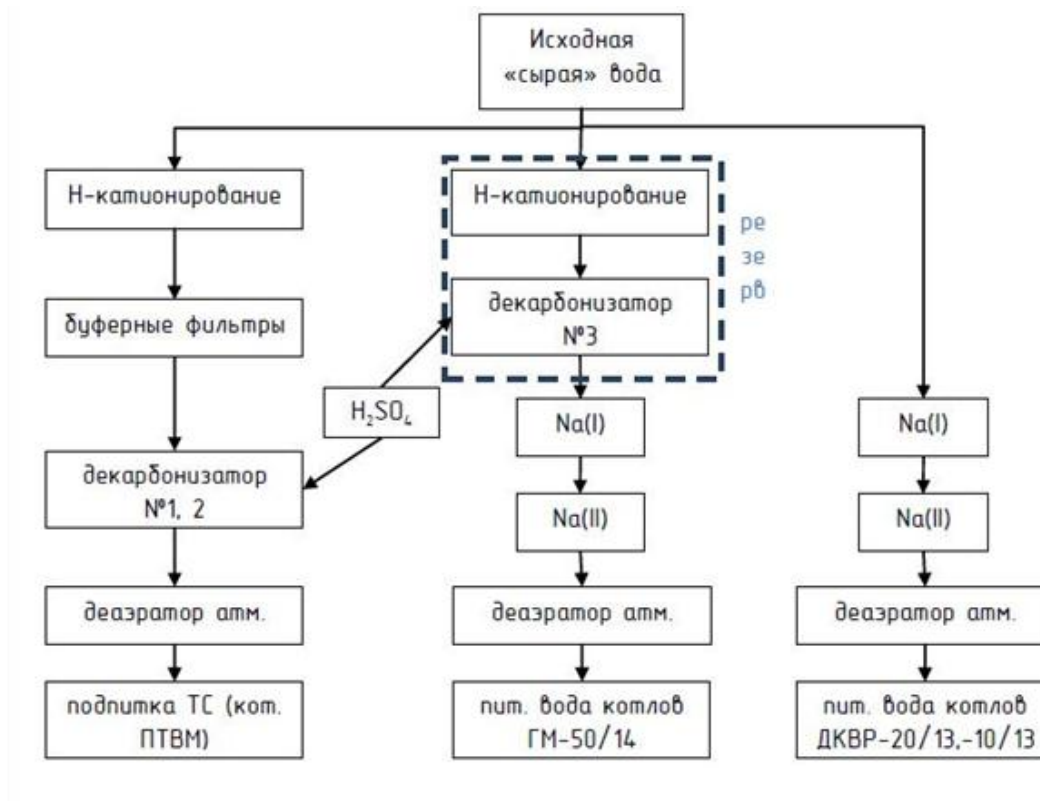 Исходная
«сырая» вода
Н-катионирование
Н-катионирование
ре
зе
рв
буферные фильтры
декарбонизатор
№3
H₂SO₄
Na(I)
Na(I)
декарбонизатор
№1, 2
Na(II)
Na(II)
деаэратор атм.
деаэратор атм.
деаэратор атм.
подпитка ТС (кот.
ПТВМ)
пит. вода котлов
ГМ-50/14
пит. вода котлов
ДКВР-20/13,-10/13